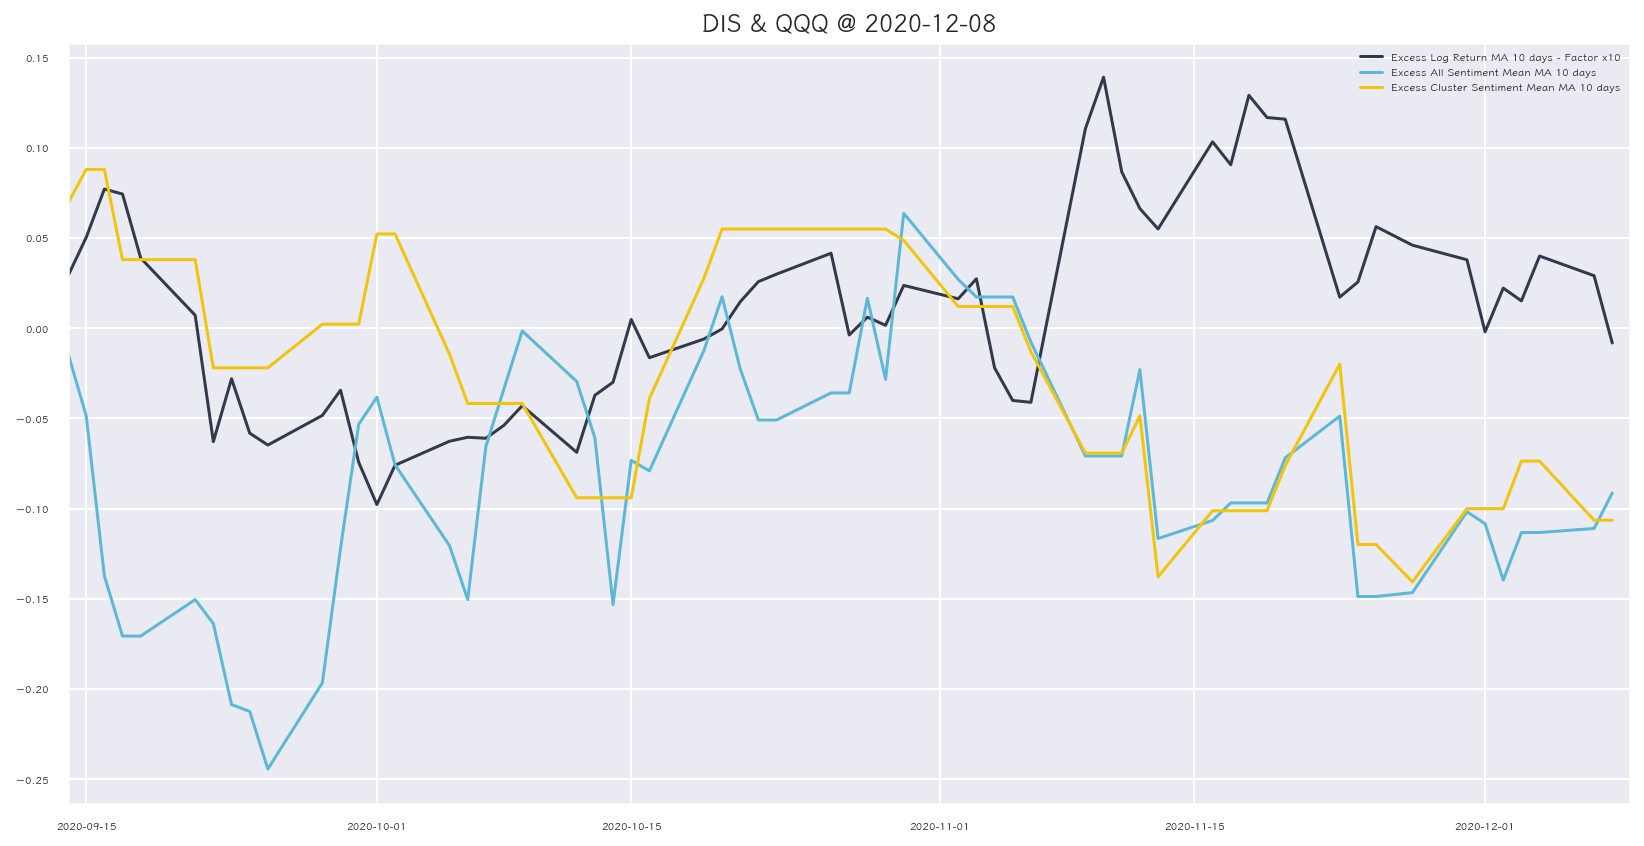 DIS & QQQ @ 2020-12-08
0.15
0.10
0.05
0.00
−0.05
−0.10
−0.15
−0.20
−0.25
Excess Log Return MA 10 days - Factor x10
Excess All Sentiment Mean MA 10 days
Excess Cluster Sentiment Mean MA 10 days
2020-09-15 2020-10-01 2020-10-15 2020-11-01 2020-11-15 2020-12-01